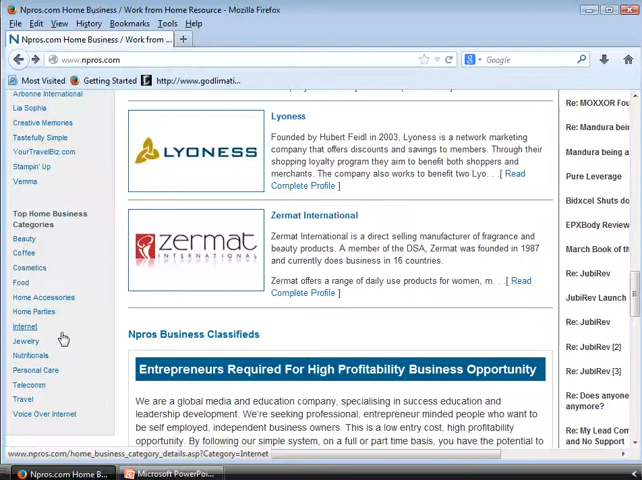 Npros.com Home Business / Work from Home Resource - Mozilla Firefox
File Edit View History Bookmarks Tools Help
N Npros.com Home Business / Work from ...
www.npros.com
Google
Most Visited Getting Started http://www.godlimati...
Arbonne International
Lia Sophia
Creative Memories
Tastefully Simple
YourTravelBiz.com
Stampin' Up
Vemma
Top Home Business
Categories
Beauty
Coffee
Cosmetics
Food
Home Accessories
Home Parties
Internet
Jewelry
Nutritionals
Personal Care
Telecomm
Travel
Voice Over Internet
LYONESS
Lyoness
Founded by Hubert Feidl in 2003, Lyoness is a network marketing
company that offers discounts and savings to members. Through their
shopping loyalty program they aim to benefit both shoppers and
merchants. The company also works to benefit two Lyo. . .[ Read
Complete Profile ]
zermat
INTERNATIONAL
Zermat International
Zermat International is a direct selling manufacturer of fragrance and
beauty products. A member of the DSA, Zermat was founded in 1987
and currently does business in 16 countries.
Zermat offers a range of daily use products for women, m. . .[ Read
Complete Profile ]
Npros Business Classifieds
Entrepreneurs Required For High Profitability Business Opportunity
We are a global media and education company, specialising in success education and
leadership development. We're seeking professional, entrepreneur minded people who want to
be self employed, independent business owners. This is a low entry cost, high profitability
opportunity. By following our simple system, on a full or part time basis, you have the potential to
Re: MOXXOR Fou
Re: Mandura being a
Mandura being a
Pure Leverage
Bidxcel Shuts do
EPXBody Review
March Book of th
Re: JubiRev
JubiRev Launch
Re: JubiRev
Re: JubiRev [2]
Re: JubiRev [3]
Re: Does anyone
anymore?
Re: My Lead Com
and No Support
www.npros.com/home_business_category_details.asp?Category=Internet
Npros.com Home B...
Microsoft PowerPoi...